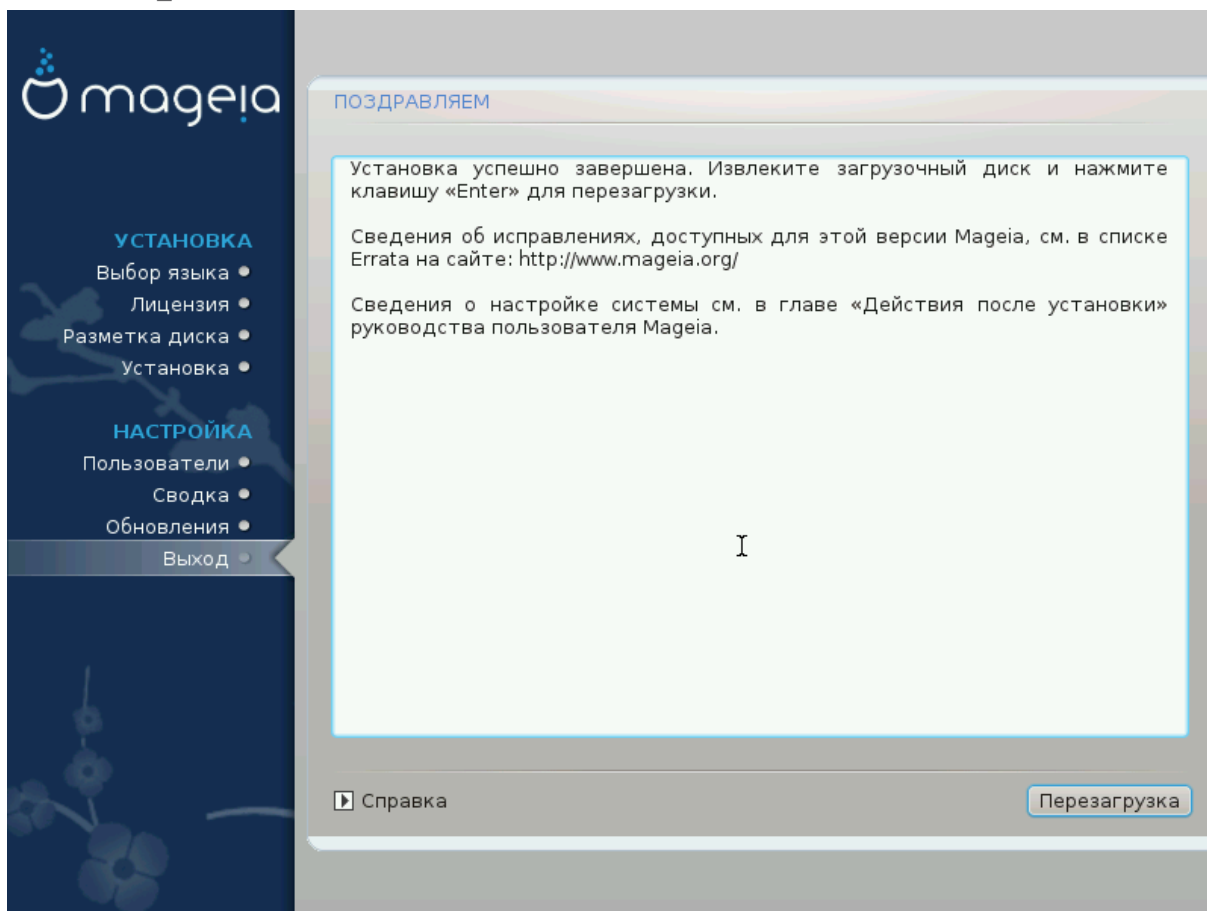 mageia
УСТАНОВКА
Выбор языка
Лицензия
Разметка диска
Установка
НАСТРОЙКА
Пользователи
Сводка
Обновления
Выход
ПОЗДРАВЛЯЕМ
Установка успешно завершена. Извлеките загрузочный диск и нажмите
клавишу «Enter» для перезагрузки.
Сведения об исправлениях, доступных для этой версии Mageia, см. в списке
Errata на сайте: http://www.mageia.org/
Сведения о настройке системы см. в главе «Действия после установки»
руководства пользователя Mageia.
Справка
Перезагрузка